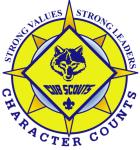 STRONG VALUES
STRONG LEADERS
CUB SCOUTS
CHARACTER COUNTS